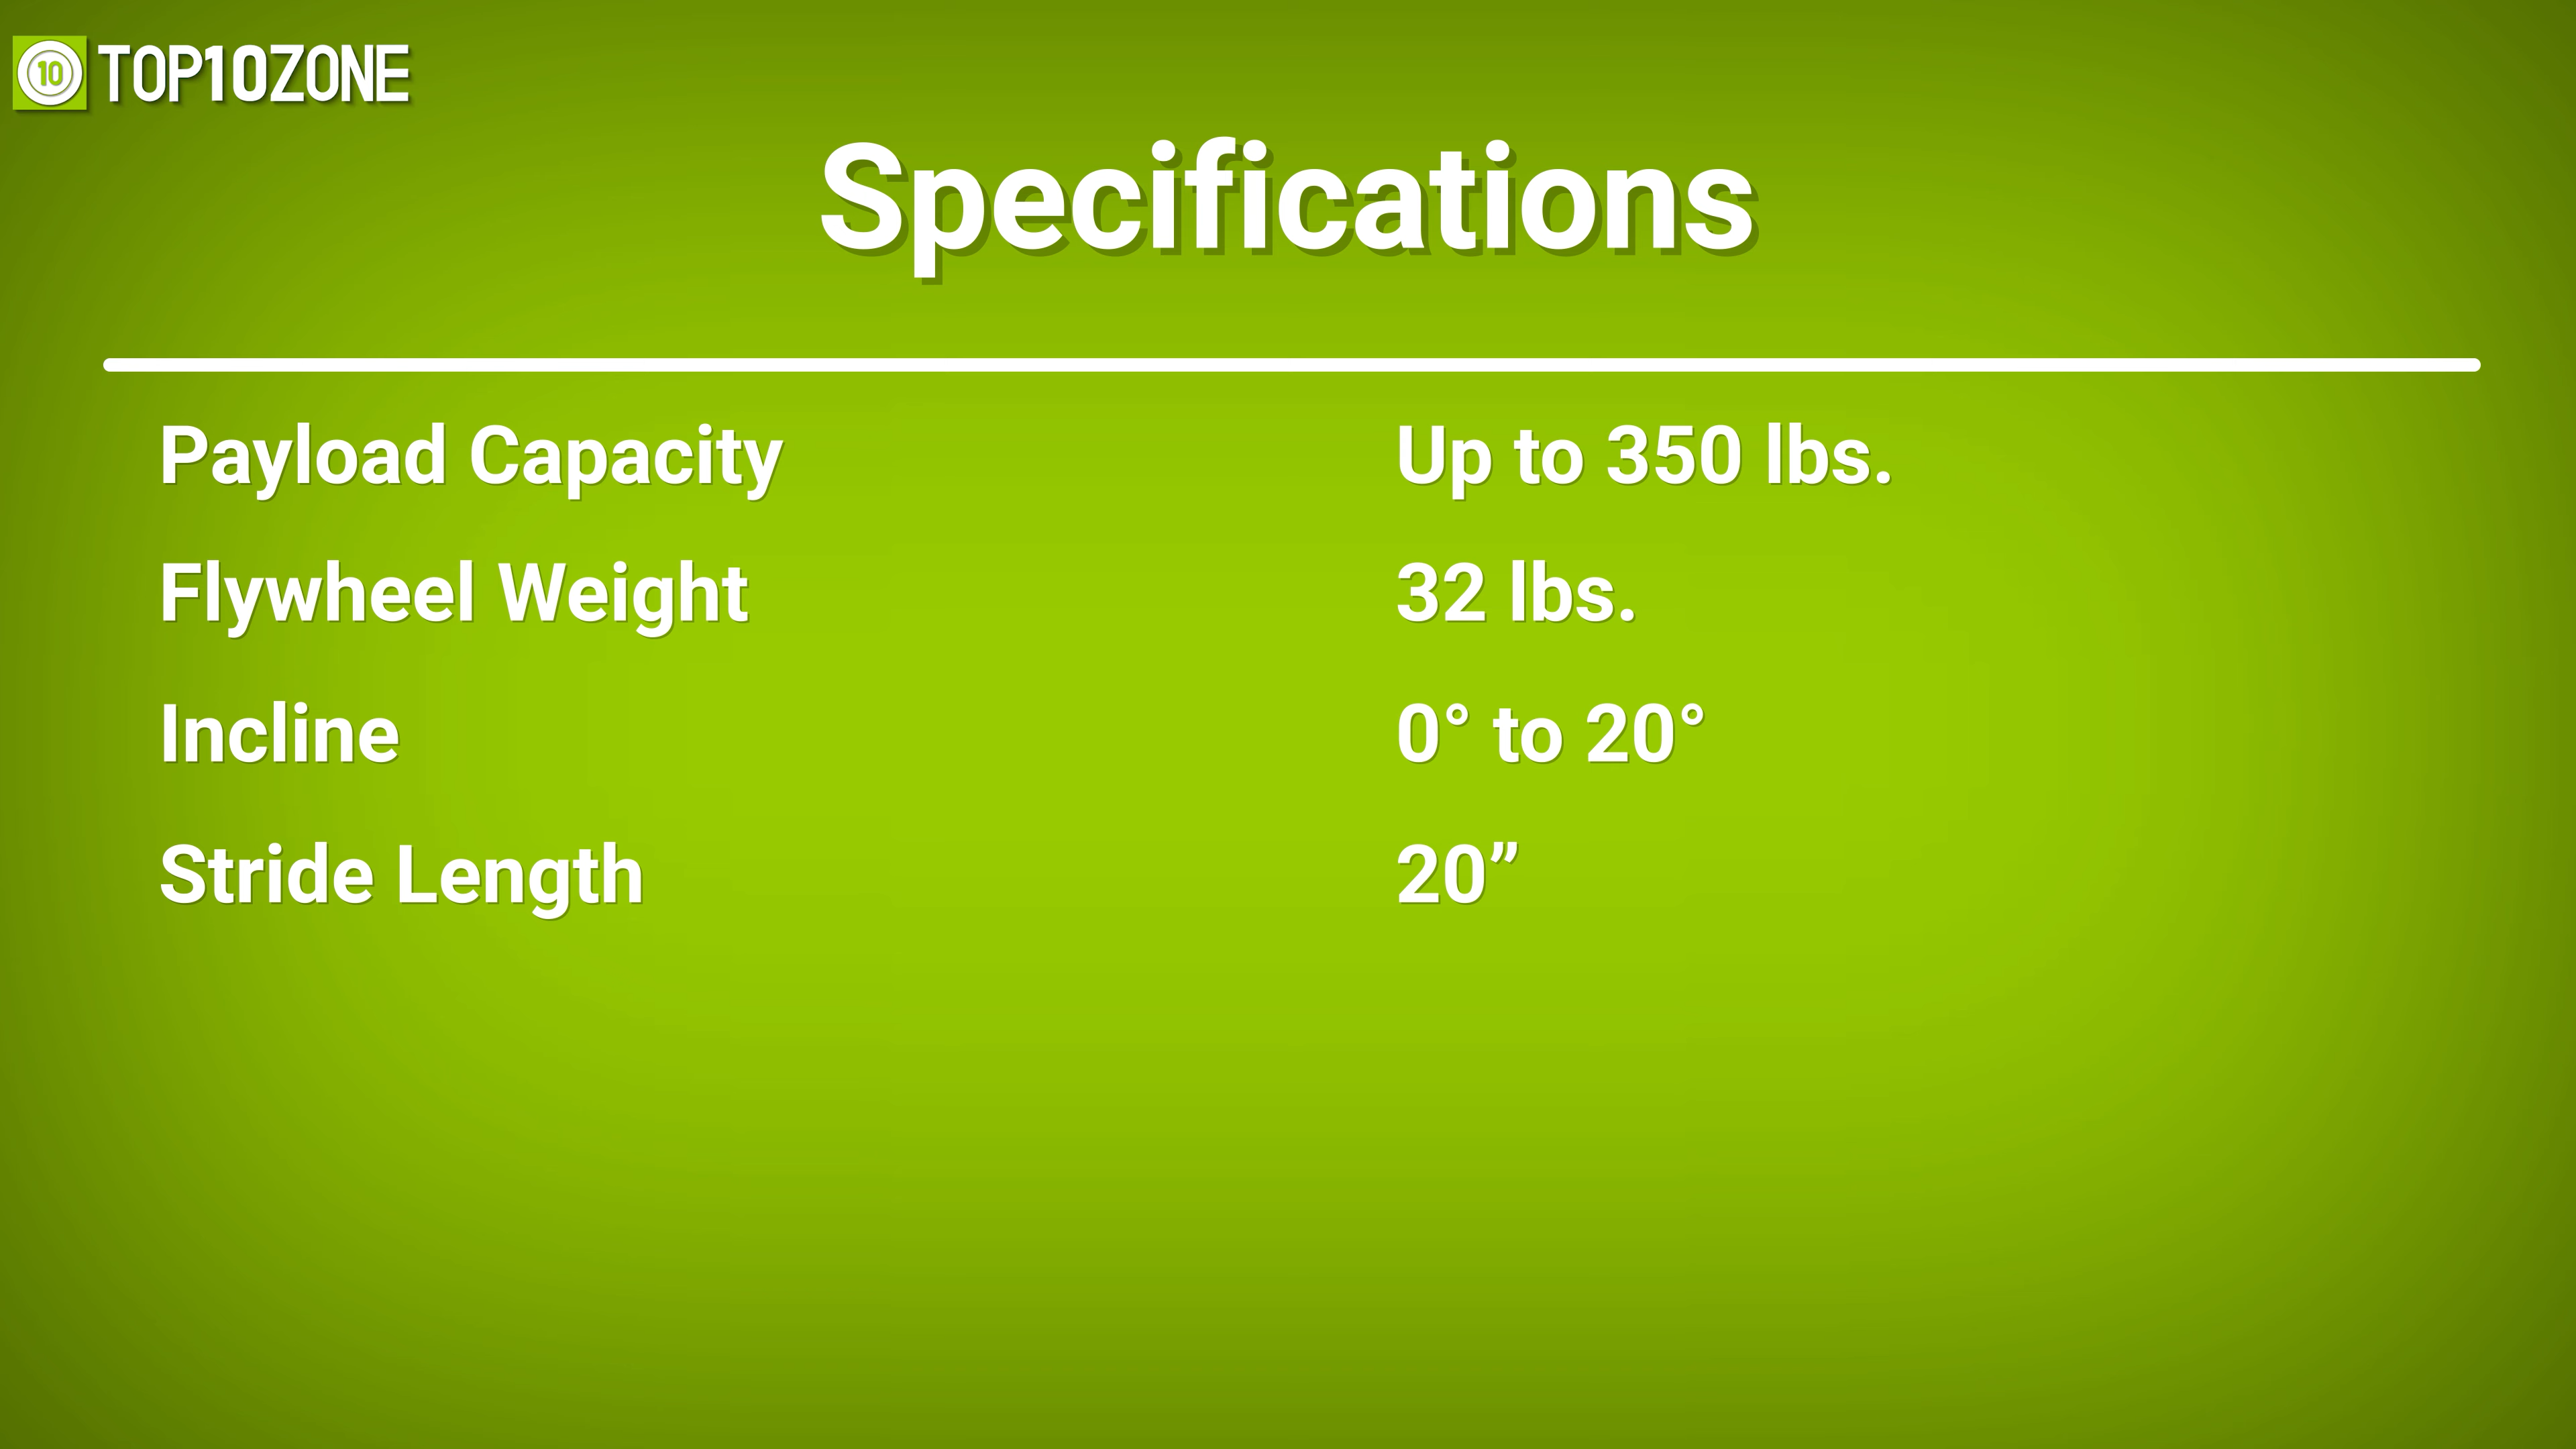 10 TOP10ZONE
Specifications
Payload Capacity Up to 350 lbs.
Flywheel Weight 32 lbs.
Incline 0° to 20°
Stride Length 20”